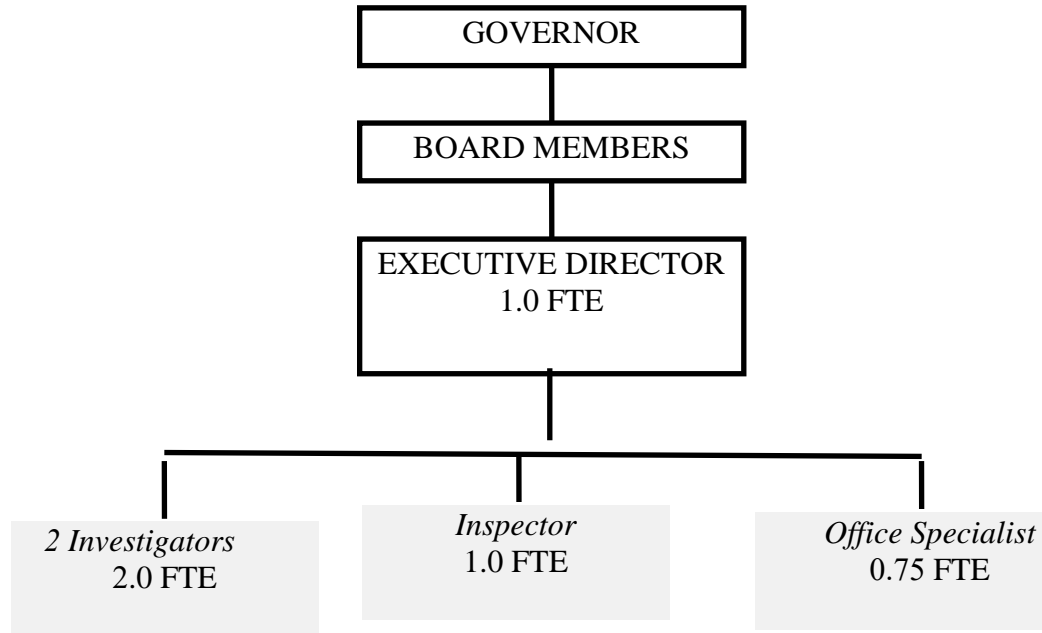 GOVERNOR
BOARD MEMBERS
EXECUTIVE DIRECTOR
1.0 FTE
2 Investigators
2.0 FTE
Inspector
1.0 FTE
Office Specialist
0.75 FTE